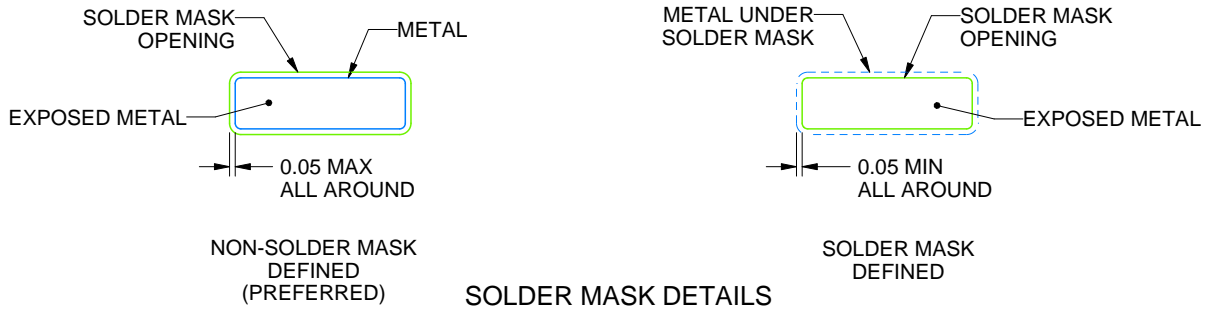 SOLDER MASK
OPENING
METAL
EXPOSED METAL
0.05 MAX
ALL AROUND
NON-SOLDER MASK
DEFINED
(PREFERRED)
METAL UNDER
SOLDER MASK
SOLDER MASK
OPENING
EXPOSED METAL
0.05 MIN
ALL AROUND
SOLDER MASK
DEFINED
SOLDER MASK DETAILS